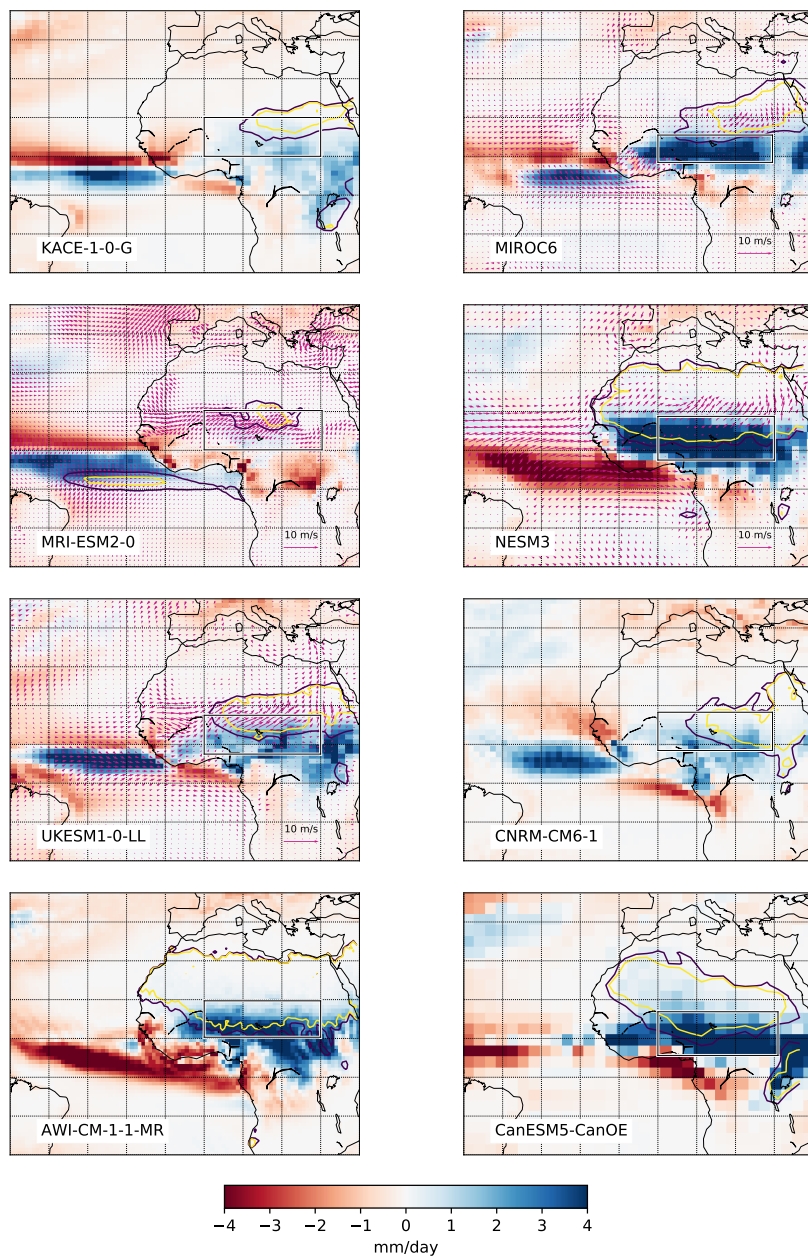 KACE-1-0-G
10 m/s
MIROC6
10 m/s
MRI-ESM2-0
10 m/s
NESM3
10 m/s
UKESM1-0-LL
CNRM-CM6-1
AWI-CM-1-1-MR
CanESM5-CanOE
−4 −3 −2 −1 0 1 2 3 4
mm/day